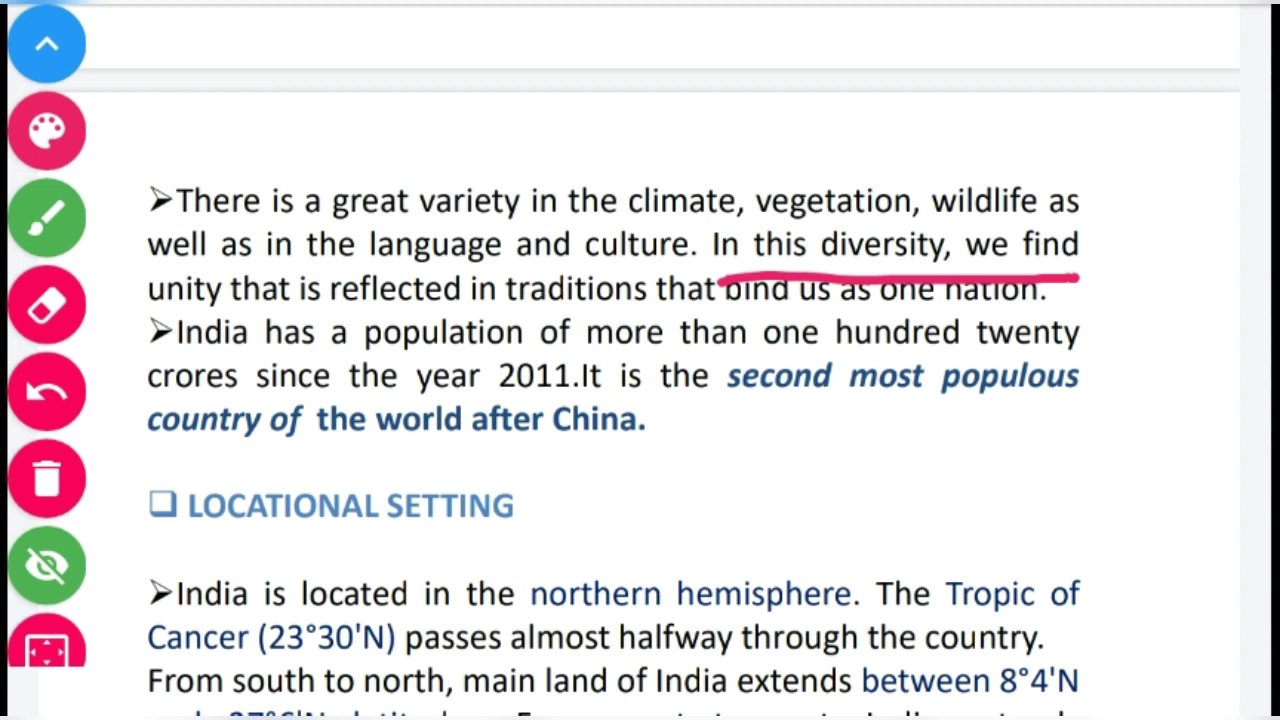 ➢There is a great variety in the climate, vegetation, wildlife as
well as in the language and culture. In this diversity, we find
unity that is reflected in traditions that bind us as one nation.
➢India has a population of more than one hundred twenty
crores since the year 2011.It is the second most populous
country of the world after China.
❑ LOCATIONAL SETTING
➢India is located in the northern hemisphere. The Tropic of
Cancer (23°30'N) passes almost halfway through the country.
From south to north, main land of India extends between 8°4'N